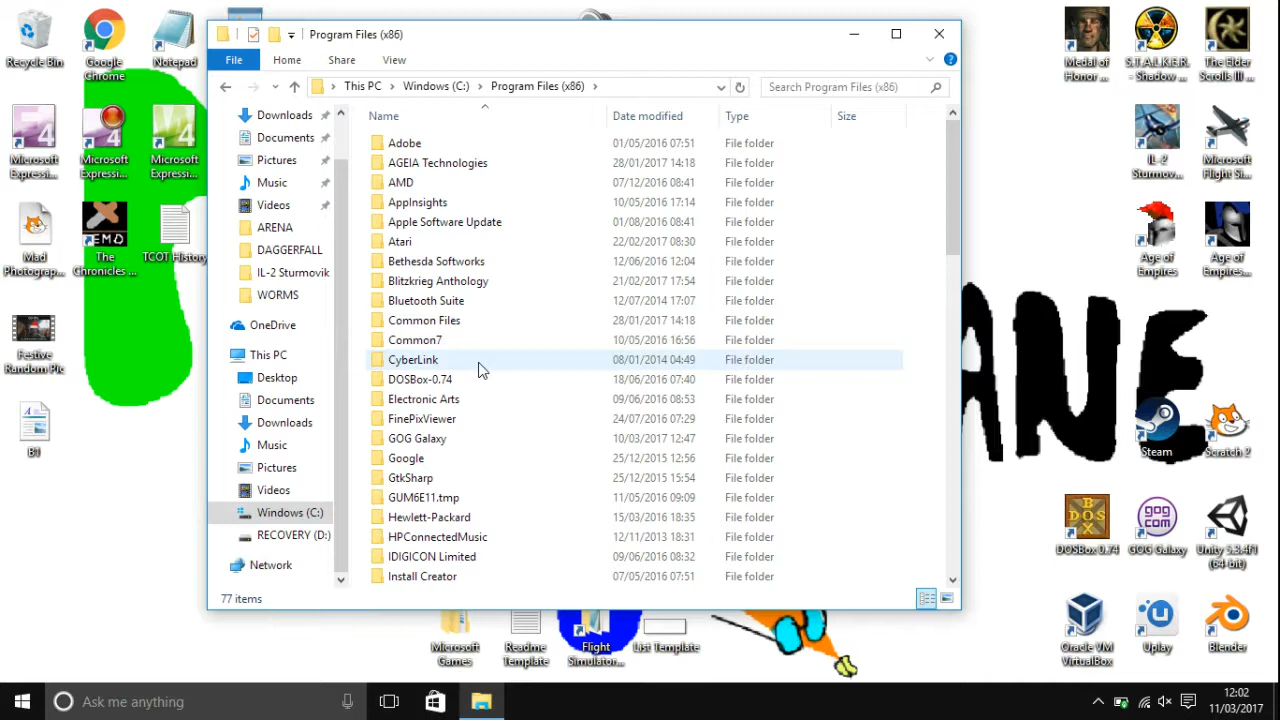 Recycle Bin
Google Chrome
Notepad
Microsoft Expressi...
Microsoft Expressi...
Microsoft Expressi...
Mad Photograp...
The Chronicles ...
TCOT History
Festive Random Pic
B1
Program Files (x86)
File Home Share View
This PC Windows (C:) Program Files (x86)
Search Program Files (x86)
Downloads
Documents
Pictures
Music
Videos
ARENA
DAGGERFALL
IL-2 Sturmovik
WORMS
OneDrive
This PC
Desktop
Documents
Downloads
Music
Pictures
Videos
Windows (C:)
RECOVERY (D:)
Network
Name Date modified Type Size
Adobe 01/05/2016 07:51 File folder
AGEIA Technologies 28/01/2017 14:18 File folder
AMD 07/12/2016 08:41 File folder
AppInsights 10/05/2016 17:14 File folder
Apple Software Update 01/08/2016 08:41 File folder
Atari 22/02/2017 08:30 File folder
Bethesda Softworks 12/06/2016 12:04 File folder
Blitzkrieg Anthology 21/02/2017 17:54 File folder
Bluetooth Suite 12/07/2014 17:07 File folder
Common Files 28/01/2017 14:18 File folder
Common7 10/05/2016 16:56 File folder
CyberLink 08/01/2014 04:49 File folder
DOSBox-0.74 18/06/2016 07:40 File folder
Electronic Arts 09/06/2016 08:53 File folder
FinePixViewer 24/07/2016 07:29 File folder
GOG Galaxy 10/03/2017 12:47 File folder
Google 25/12/2015 12:56 File folder
GtkSharp 25/12/2015 15:54 File folder
GUM6E11.tmp 11/05/2016 09:09 File folder
Hewlett-Packard 15/03/2016 18:35 File folder
HPConnectedMusic 12/11/2013 18:31 File folder
IDIGICON Limited 09/06/2016 08:32 File folder
Install Creator 07/05/2016 07:51 File folder
77 items
Medal of Honor ...
S.T.A.L.K.E.R. - Shadow ...
The Elder Scrolls III ...
IL-2 Sturmov...
Microsoft Flight Si...
Age of Empires
Age of Empires...
ANE
Steam
Scratch 2
DOSBox 0.74
GOG Galaxy
Unity 5.3.4f1 (64-bit)
Oracle VM VirtualBox
Uplay
Blender
Microsoft Games
Readme Template
Flight Simulator...
List Template
Ask me anything
12:02
11/03/2017